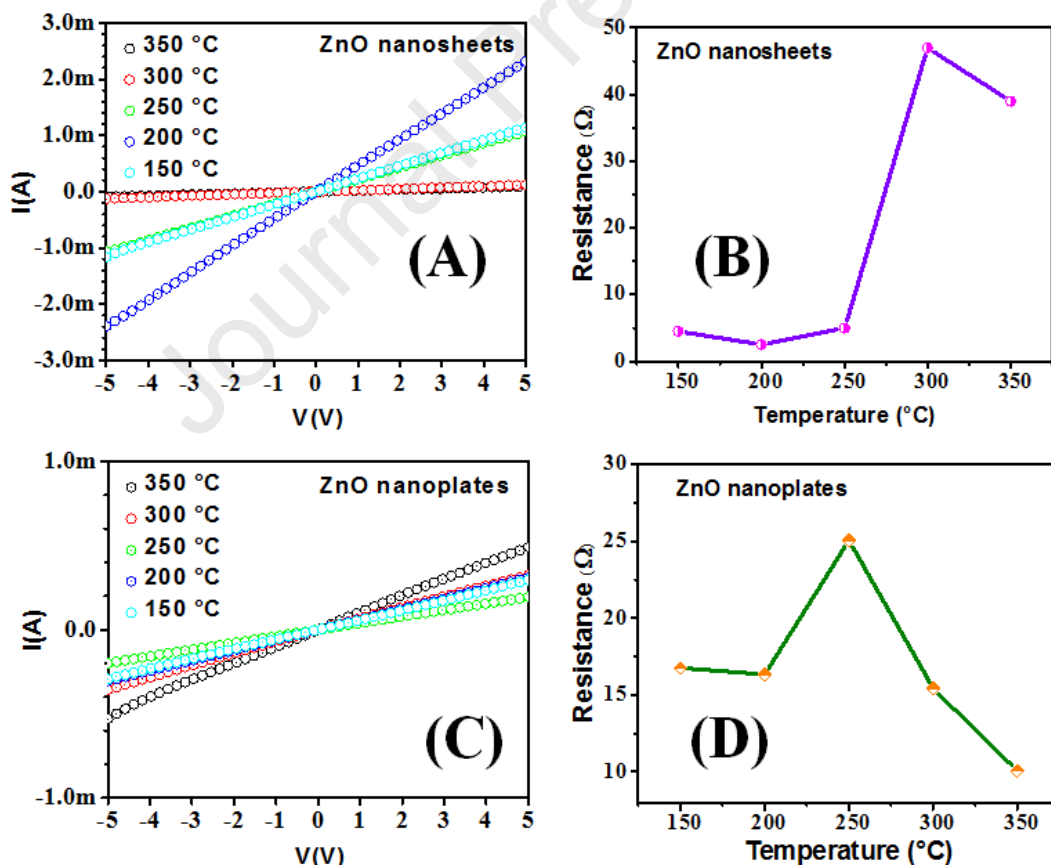 Journal Pre
3.0m
2.0m
1.0m
0.0
-1.0m
-2.0m
-3.0m
I(A)
350 °C
300 °C
250 °C
200 °C
150 °C
ZnO nanosheets
(A)
-5 -4 -3 -2 -1 0 1 2 3 4 5
V(V)
50
40
30
20
10
0
Resistance (Ω)
ZnO nanosheets
(B)
150 200 250 300 350
Temperature (°C)
1.0m
0.0
-1.0m
I(A)
350 °C
300 °C
250 °C
200 °C
150 °C
ZnO nanoplates
(C)
-5 -4 -3 -2 -1 0 1 2 3 4 5
V(V)
30
25
20
15
10
Resistance (Ω)
ZnO nanoplates
(D)
150 200 250 300 350
Temperature (°C)